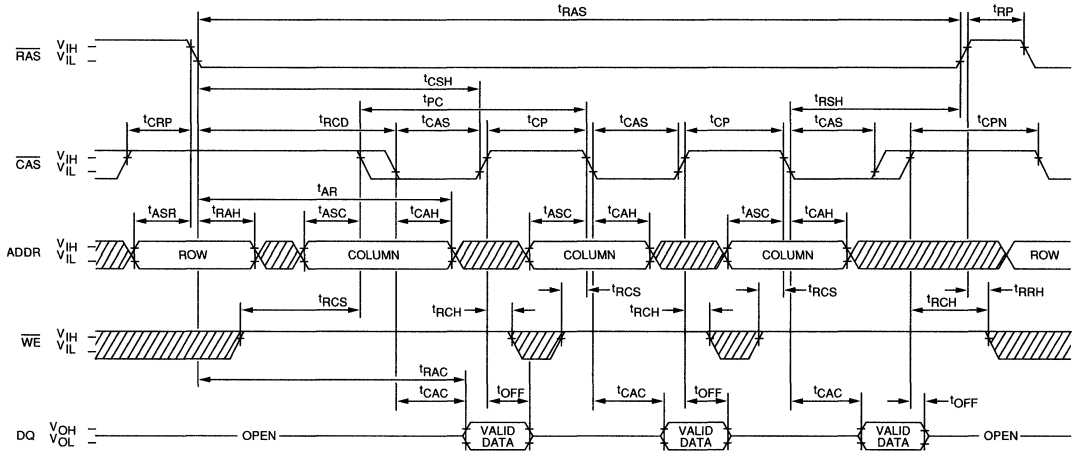 tRAS
tRP
RAS VIH VIL
tCSH
tPC
tRSH
tCRP tRCD tCAS tCP tCAS tCP tCAS tCPN
CAS VIH VIL
tAR
tASR tRAH tASC tCAH tASC tCAH tASC tCAH
ADDR VIH VIL ROW COLUMN COLUMN COLUMN ROW
tRCS tRCH tRCS tRCH tRCS tRCH tRRH
WE VIH VIL
tRAC
tCAC tOFF tCAC tOFF tCAC tOFF
DQ VOH VOL OPEN VALID DATA VALID DATA VALID DATA OPEN